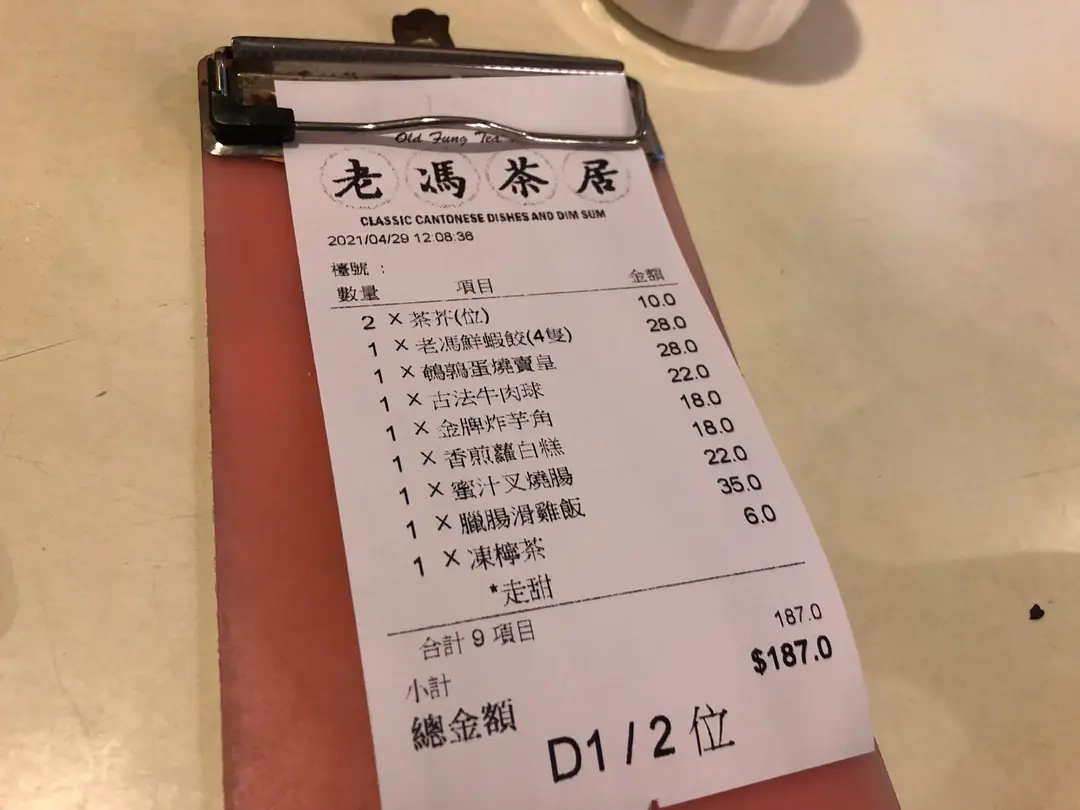 Old Fung Tea
老馮茶居
CLASSIC CANTONESE DISHES AND DIM SUM
2021/04/29 12:08:36
檯號 :
數量 項目 金額
2 × 茶芥(位) 10.0
1 × 老馮鮮蝦餃(4隻) 28.0
1 × 鵪鶉蛋燒賣皇 28.0
1 × 古法牛肉球 22.0
1 × 金牌炸芋角 18.0
1 × 香煎蘿白糕 18.0
1 × 蜜汁叉燒腸 22.0
1 × 臘腸滑雞飯 35.0
1 × 凍檸茶 6.0
*走甜
合計 9 項目
小計 187.0
總金額 $187.0
D1 / 2 位